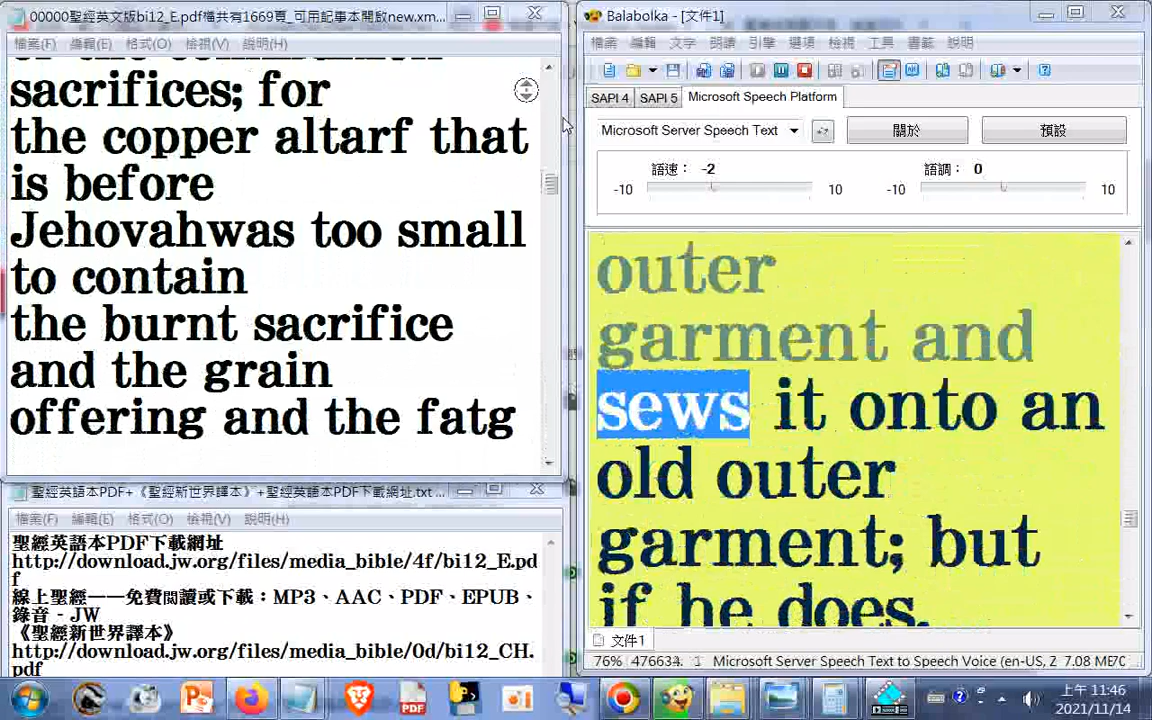 00000聖經英文版bi12_E.pdf檔共有1669頁_可用記事本開啟new.xm...
檔案(F) 編輯(E) 格式(O) 檢視(V) 說明(H)
sacrifices; for
the copper altarf that
is before
Jehovahwas too small
to contain
the burnt sacrifice
and the grain
offering and the fatg
聖經英語本PDF+《聖經新世界譯本》+聖經英語本PDF下載網址.txt ...
檔案(F) 編輯(E) 格式(O) 檢視(V) 說明(H)
聖經英語本PDF下載網址
http://download.jw.org/files/media_bible/4f/bi12_E.pd
f
線上聖經——免費閱讀或下載：MP3、AAC、PDF、EPUB、
錄音 - JW
《聖經新世界譯本》
http://download.jw.org/files/media_bible/0d/bi12_CH.
pdf
Balabolka - [文件1]
檔案 編輯 文字 朗讀 引擎 選項 檢視 工具 書籤 說明
SAPI 4 SAPI 5 Microsoft Speech Platform
Microsoft Server Speech Text 關於 預設
語速： -2 語調： 0
-10 10 -10 10
outer
garment and
sews it onto an
old outer
garment; but
if he does,
文件1
76% 476634. 1 Microsoft Server Speech Text to Speech Voice (en-US, 2 7.08 ME
上午 11:46
2021/11/14